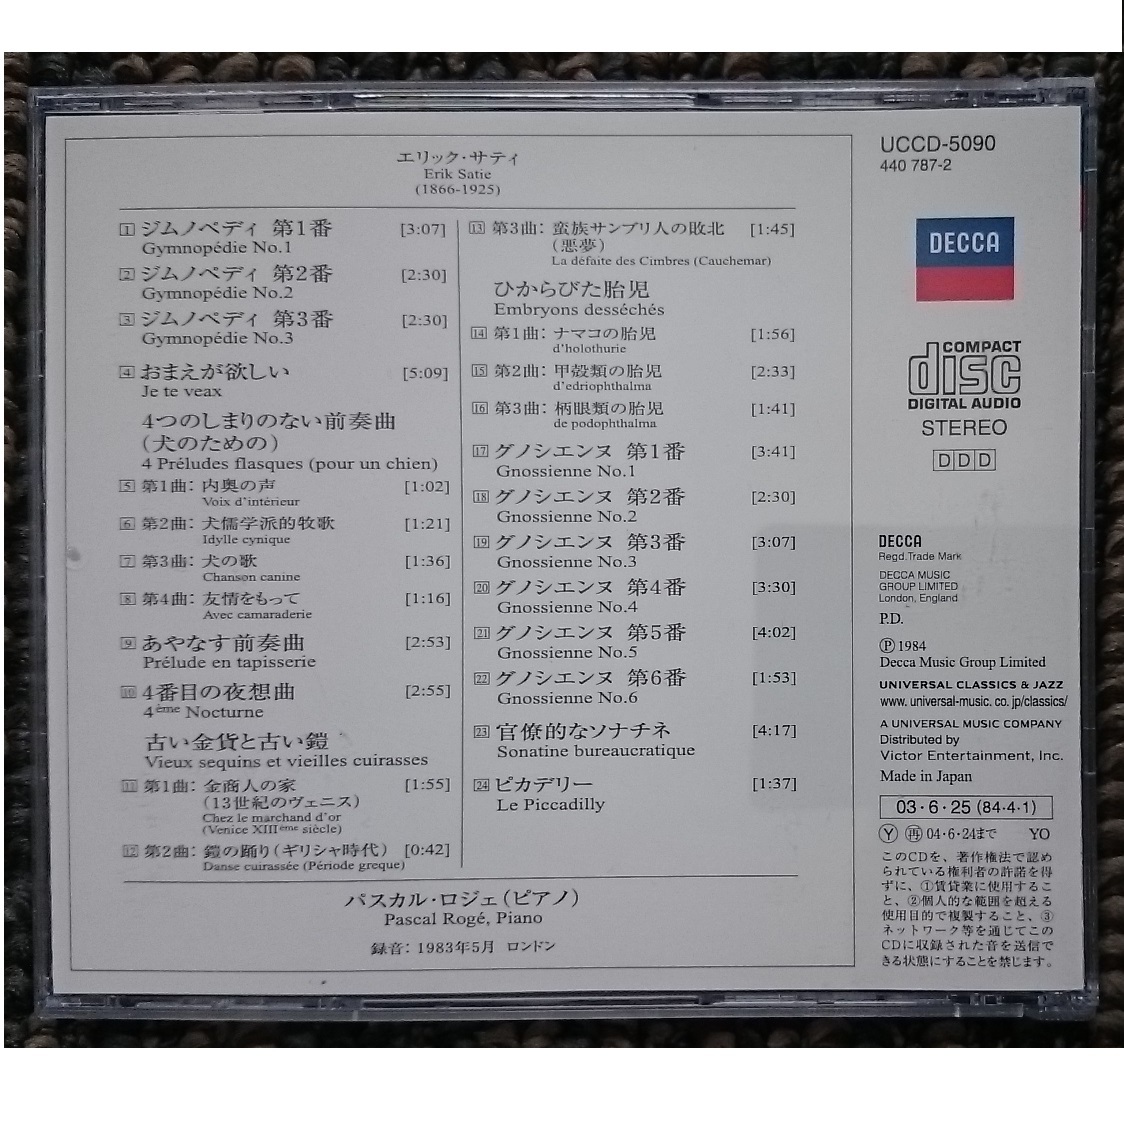 エリック・サティ
Erik Satie
(1866-1925)
1 ジムノペディ 第1番 [3:07]
Gymnopédie No.1
2 ジムノペディ 第2番 [2:30]
Gymnopédie No.2
3 ジムノペディ 第3番 [2:30]
Gymnopédie No.3
4 おまえが欲しい [5:09]
Je te veax
4つのしまりのない前奏曲
(犬のための)
4 Préludes flasques (pour un chien)
5 第1曲: 内奥の声 [1:02]
Voix d'intérieur
6 第2曲: 犬儒学派的牧歌 [1:21]
Idylle cynique
7 第3曲: 犬の歌 [1:36]
Chanson canine
8 第4曲: 友情をもって [1:16]
Avec camaraderie
9 あやなす前奏曲 [2:53]
Prélude en tapisserie
10 4番目の夜想曲 [2:55]
4ème Nocturne
古い金貨と古い鎧
Vieux sequins et vieilles cuirasses
11 第1曲: 金商人の家 [1:55]
(13世紀のヴェニス)
Chez le marchand d'or
(Venice XIIIème siècle)
12 第2曲: 鎧の踊り(ギリシャ時代) [0:42]
Danse cuirassée (Période greque)
13 第3曲: 蛮族サンブリ人の敗北 [1:45]
(悪夢)
La défaite des Cimbres (Cauchemar)
ひからびた胎児
Embryons desséchés
14 第1曲: ナマコの胎児 [1:56]
d'holothurie
15 第2曲: 甲殻類の胎児 [2:33]
d'edriophthalma
16 第3曲: 柄眼類の胎児 [1:41]
de podophthalma
17 グノシエンヌ 第1番 [3:41]
Gnossienne No.1
18 グノシエンヌ 第2番 [2:30]
Gnossienne No.2
19 グノシエンヌ 第3番 [3:07]
Gnossienne No.3
20 グノシエンヌ 第4番 [3:30]
Gnossienne No.4
21 グノシエンヌ 第5番 [4:02]
Gnossienne No.5
22 グノシエンヌ 第6番 [1:53]
Gnossienne No.6
23 官僚的なソナチネ [4:17]
Sonatine bureaucratique
24 ピカデリー [1:37]
Le Piccadilly
パスカル・ロジェ(ピアノ)
Pascal Rogé, Piano
録音: 1983年5月 ロンドン
UCCD-5090
440 787-2
DECCA
COMPACT
disc
DIGITAL AUDIO
STEREO
DDD
DECCA
Regd. Trade Mark
DECCA MUSIC
GROUP LIMITED
London, England
P.D.
Ⓟ 1984
Decca Music Group Limited
UNIVERSAL CLASSICS & JAZZ
www. universal-music. co. jp/classics/
A UNIVERSAL MUSIC COMPANY
Distributed by
Victor Entertainment, Inc.
Made in Japan
03・6・25 (84・4・1)
Ⓨ 再 04・6・24まで YO
このCDを、著作権法で認め
られている権利者の許諾を得
ずに、①賃貸業に使用するこ
と、②個人的な範囲を超える
使用目的で複製すること、③
ネットワーク等を通じてこの
CDに収録された音を送信で
きる状態にすることを禁じます。